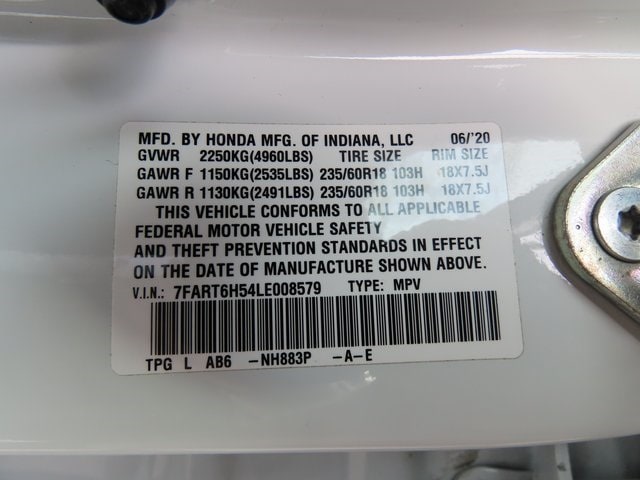 MFD. BY HONDA MFG. OF INDIANA, LLC 06/'20
GVWR 2250KG(4960LBS) TIRE SIZE RIM SIZE
GAWR F 1150KG(2535LBS) 235/60R18 103H 18X7.5J
GAWR R 1130KG(2491LBS) 235/60R18 103H 18X7.5J
THIS VEHICLE CONFORMS TO ALL APPLICABLE
FEDERAL MOTOR VEHICLE SAFETY
AND THEFT PREVENTION STANDARDS IN EFFECT
ON THE DATE OF MANUFACTURE SHOWN ABOVE.
V.I.N.: 7FART6H54LE008579 TYPE: MPV
TPG L AB6 -NH883P -A-E